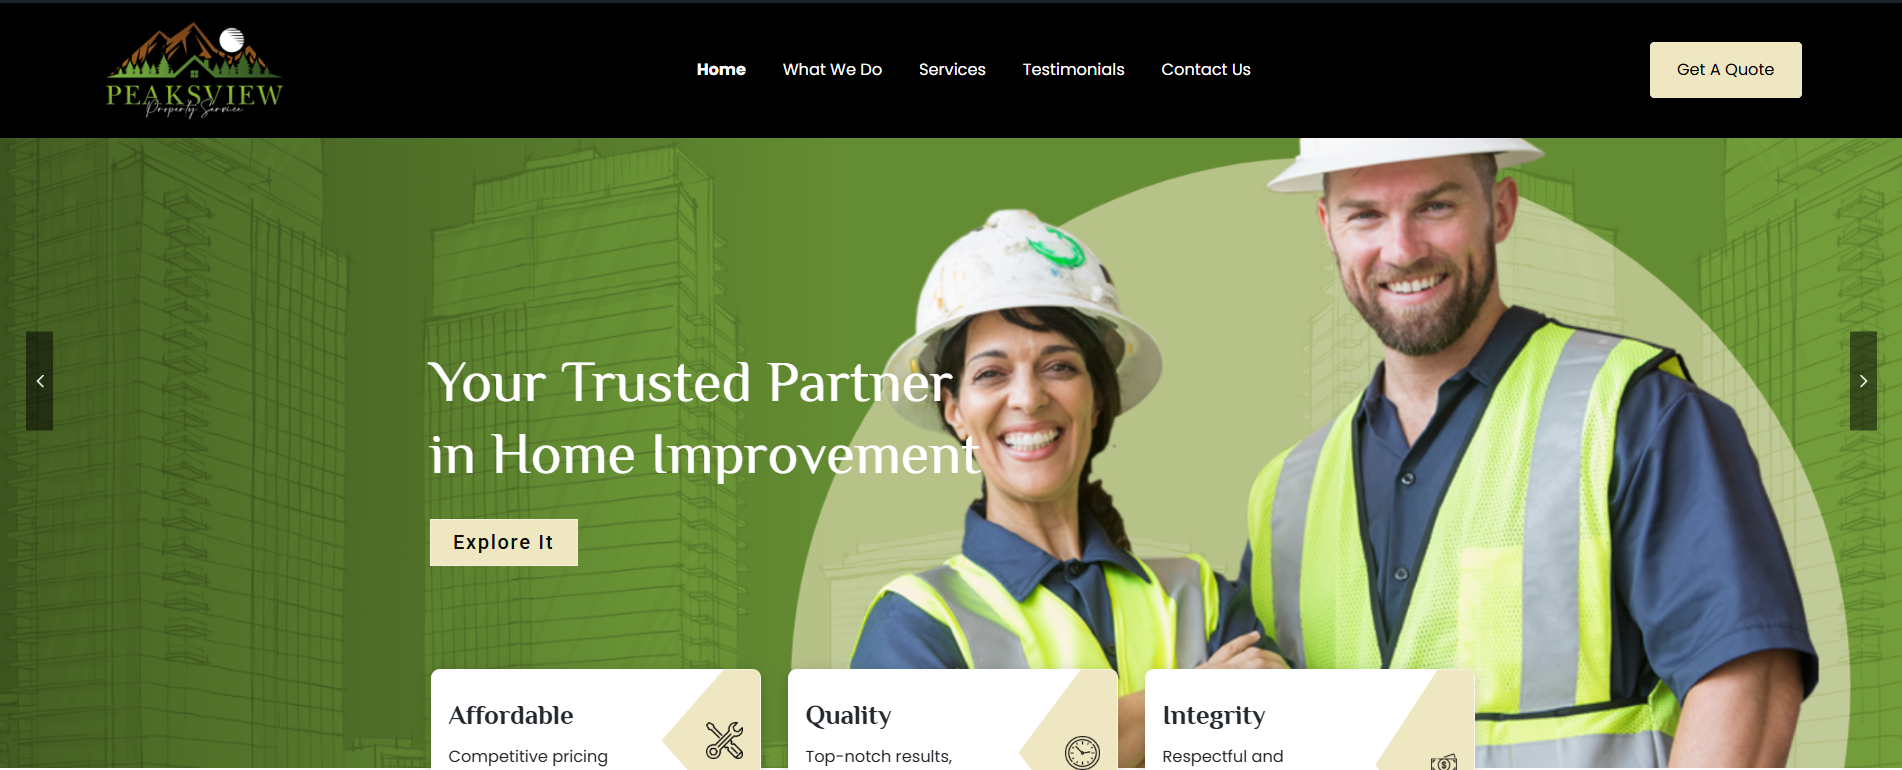 PEAKSVIEW
Property Service
Home
What We Do
Services
Testimonials
Contact Us
Get A Quote
Your Trusted Partner
in Home Improvement
Explore It
Affordable
Competitive pricing
Quality
Top-notch results,
Integrity
Respectful and